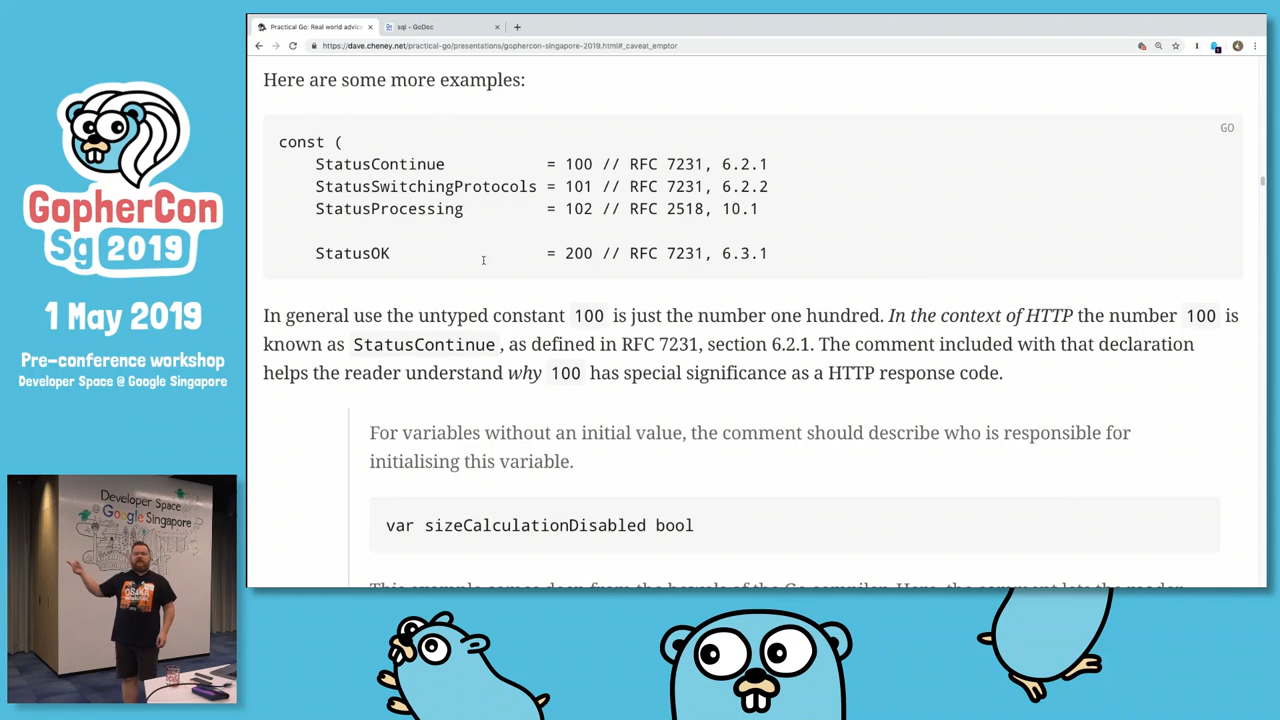 Practical Go: Real world advic
sql - GoDoc
https://dave.cheney.net/practical-go/presentations/gophercon-singapore-2019.html#_caveat_emptor
Here are some more examples:
GO
const (
StatusContinue = 100 // RFC 7231, 6.2.1
StatusSwitchingProtocols = 101 // RFC 7231, 6.2.2
StatusProcessing = 102 // RFC 2518, 10.1
StatusOK = 200 // RFC 7231, 6.3.1
In general use the untyped constant 100 is just the number one hundred. In the context of HTTP the number 100 is
known as StatusContinue, as defined in RFC 7231, section 6.2.1. The comment included with that declaration
helps the reader understand why 100 has special significance as a HTTP response code.
For variables without an initial value, the comment should describe who is responsible for
initialising this variable.
var sizeCalculationDisabled bool
GopherCon
Sg 2019
1 May 2019
Pre-conference workshop
Developer Space @ Google Singapore
Developer Space
Google Singapore